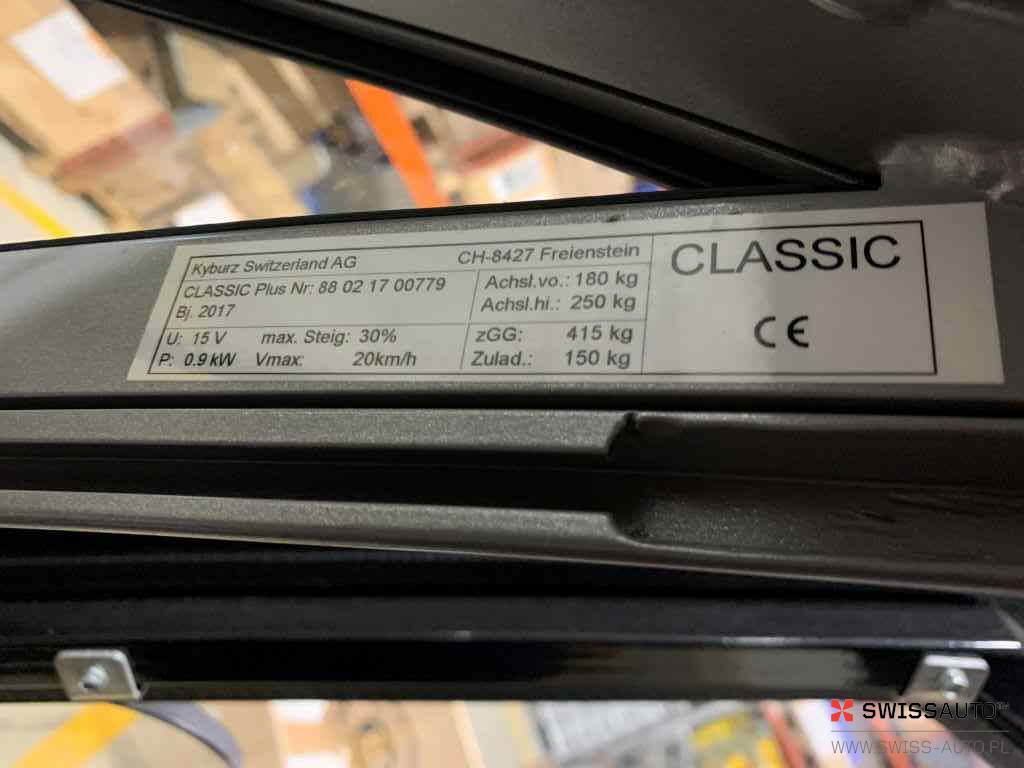 Kyburz Switzerland AG CH-8427 Freienstein
CLASSIC Plus Nr: 88 02 17 00779
Bj. 2017
Achsl.vo.: 180 kg
Achsl.hi.: 250 kg
U: 15 V max. Steig: 30%
P: 0.9 kW Vmax: 20km/h
zGG: 415 kg
Zulad.: 150 kg
CLASSIC
CE
SWISSAUTO™
WWW.SWISS-AUTO.PL